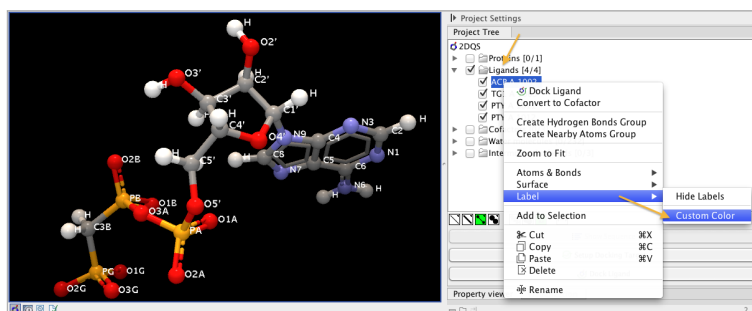 Project Settings
Project Tree
2DQS
Proteins [0/1]
Ligands [4/4]
ACP A 1002
TG
PTY
PTY
Cofa
Wat
Inte
Dock Ligand
Convert to Cofactor
Create Hydrogen Bonds Group
Create Nearby Atoms Group
Zoom to Fit
Atoms & Bonds
Surface
Label
Hide Labels
Custom Color
Add to Selection
Cut ⌘X
Copy ⌘C
Paste ⌘V
Delete
Rename
Property view
H
O2'
H
O3'
C2'
H
C3'
H
C1'
H
C4'
O4'
N9
C4
N3
C2
H
N1
C6
C5
C8
H
N7
N6
H
H
C5'
H
O2B
PB
O1B
O3A
O5'
O1A
PA
O2A
H
C3B
H
PG
O1G
O2G
O3G